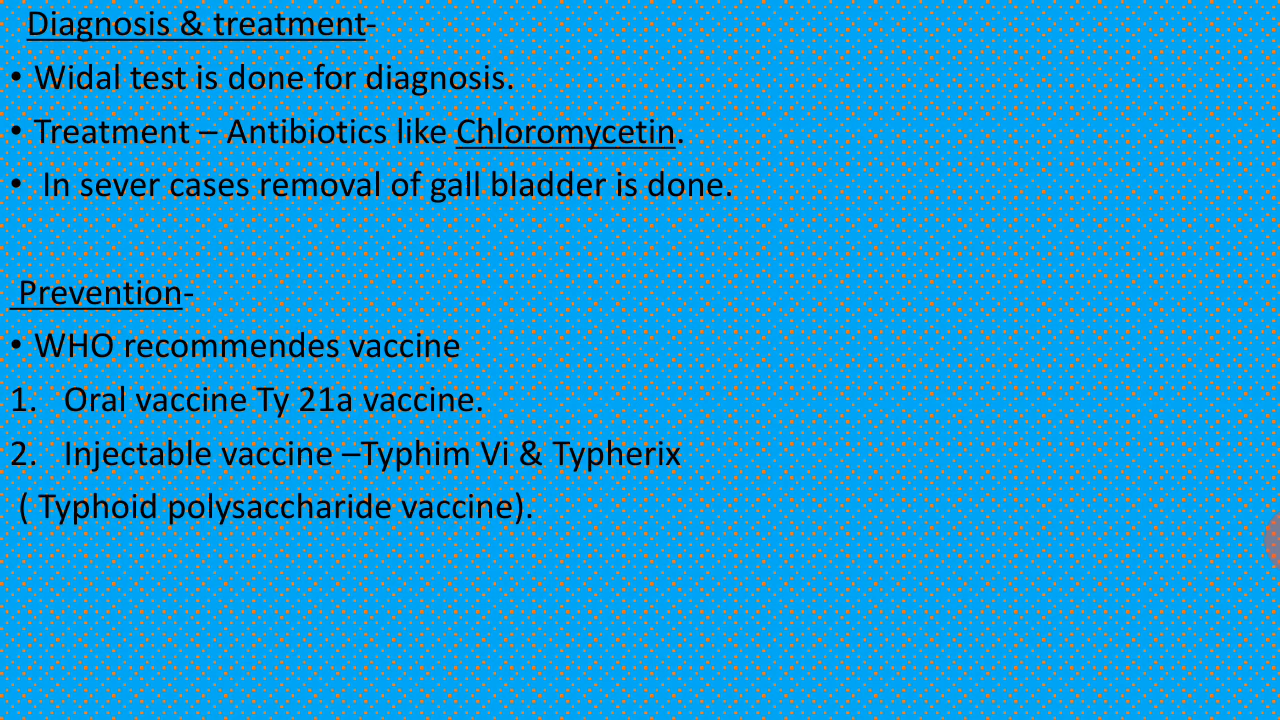 Diagnosis & treatment-
• Widal test is done for diagnosis.
• Treatment – Antibiotics like Chloromycetin.
• In sever cases removal of gall bladder is done.
Prevention-
• WHO recommendes vaccine
1. Oral vaccine Ty 21a vaccine.
2. Injectable vaccine –Typhim Vi & Typherix
( Typhoid polysaccharide vaccine).